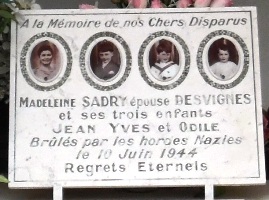 A la Mémoire de nos Chers Disparus
MADELEINE SADRY épouse DESVIGNES
et ses trois enfants
JEAN YVES et ODILE
Brûlés par les hordes Nazies
le 10 Juin 1944
Regrets Eternels